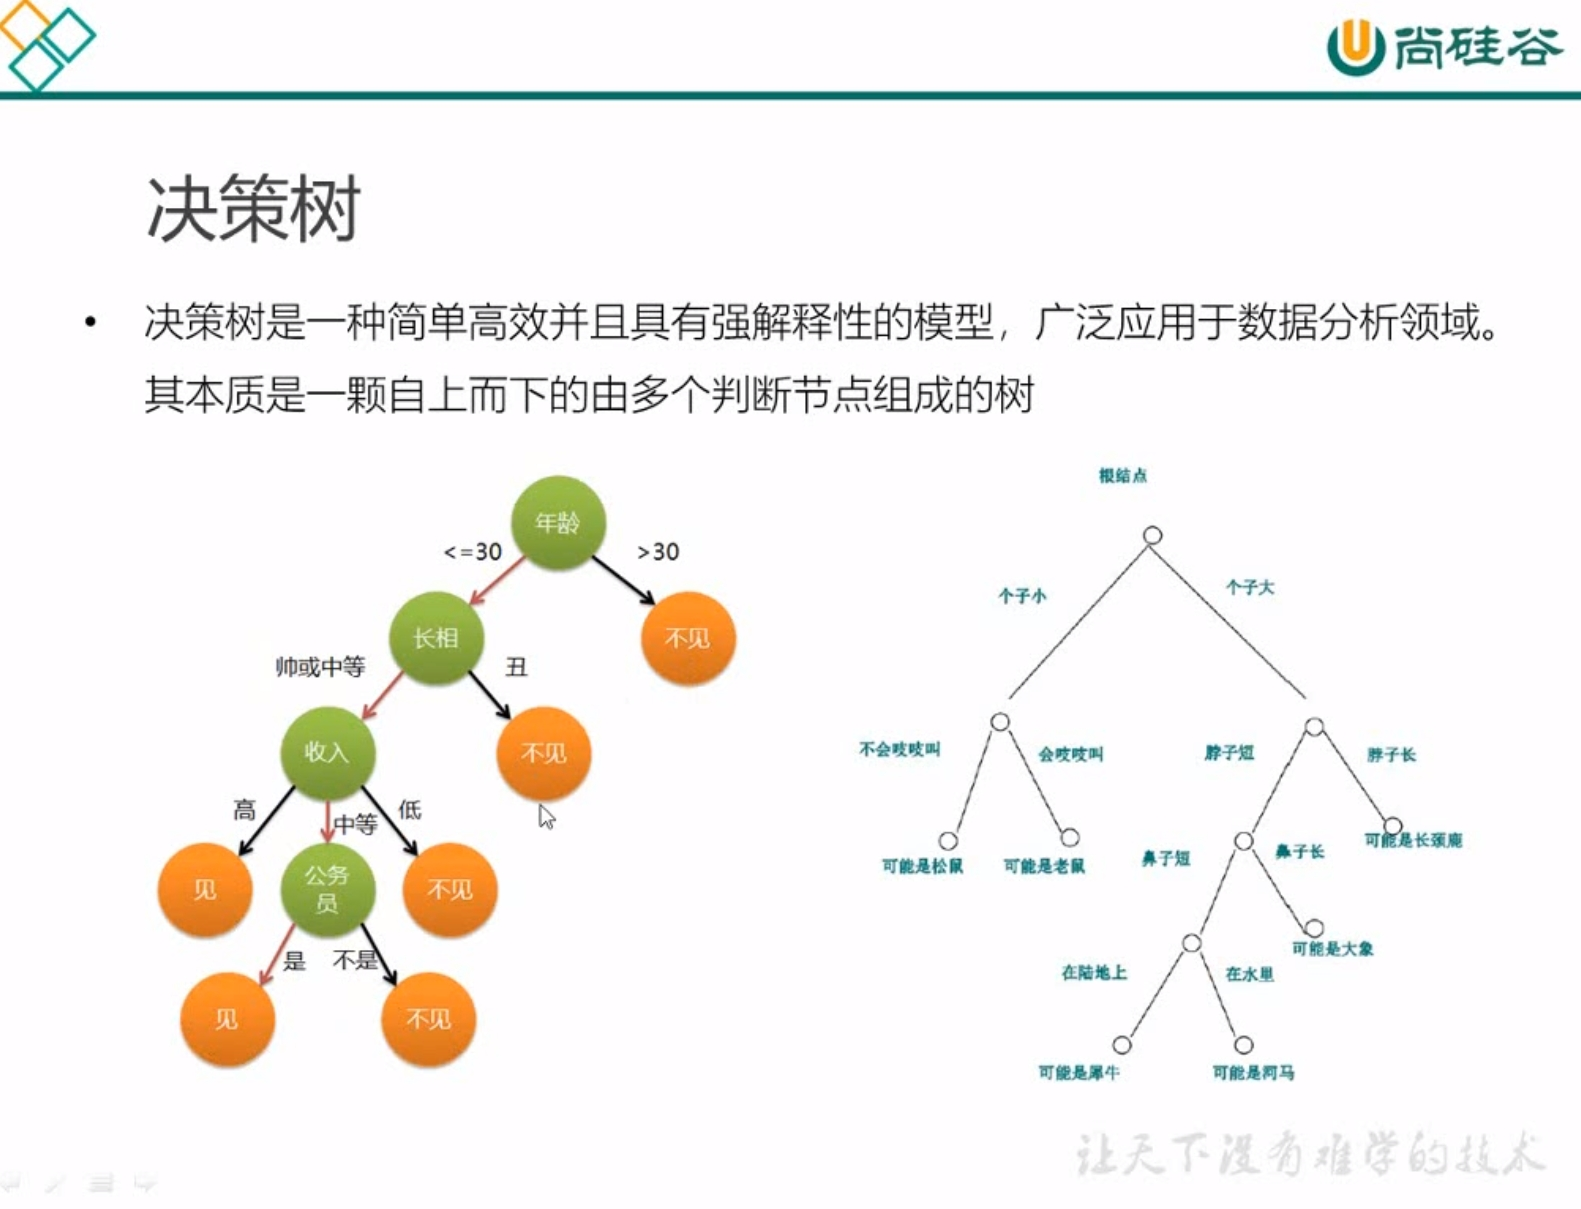 尚硅谷
决策树
• 决策树是一种简单高效并且具有强解释性的模型，广泛应用于数据分析领域。
其本质是一颗自上而下的由多个判断节点组成的树
年龄
<=30
>30
长相
不见
帅或中等
丑
收入
不见
高
中等
低
见
公务
员
不见
是
不是
见
不见
根结点
个子小
个子大
不会吱吱叫
会吱吱叫
脖子短
脖子长
可能是松鼠
可能是老鼠
鼻子短
鼻子长
可能是长颈鹿
可能是大象
在陆地上
在水里
可能是犀牛
可能是河马
让天下没有难学的技术